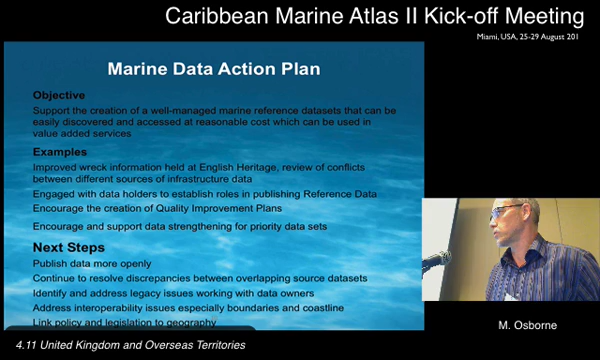 Caribbean Marine Atlas II Kick-off Meeting
Miami, USA, 25-29 August 201
Marine Data Action Plan
Objective
Support the creation of a well-managed marine reference datasets that can be
easily discovered and accessed at reasonable cost which can be used in
value added services
Examples
Improved wreck information held at English Heritage, review of conflicts
between different sources of infrastructure data
Engaged with data holders to establish roles in publishing Reference Data
Encourage the creation of Quality Improvement Plans
Encourage and support data strengthening for priority data sets
Next Steps
Publish data more openly
Continue to resolve discrepancies between overlapping source datasets
Identify and address legacy issues working with data owners
Address interoperability issues especially boundaries and coastline
Link policy and legislation to geography
M. Osborne
4.11 United Kingdom and Overseas Territories